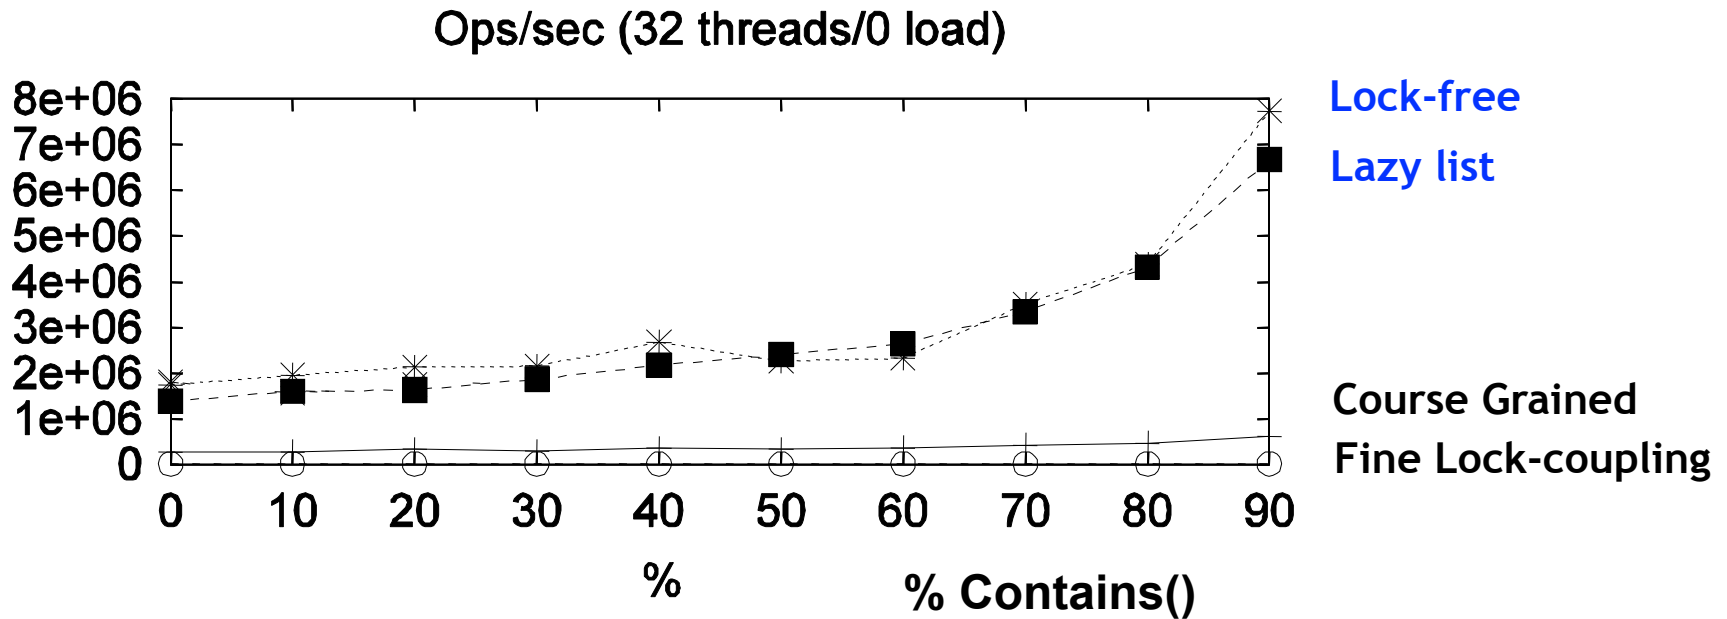 Ops/sec (32 threads/0 load)
8e+06
7e+06
6e+06
5e+06
4e+06
3e+06
2e+06
1e+06
0
0 10 20 30 40 50 60 70 80 90
%
% Contains()
Lock-free
Lazy list
Course Grained
Fine Lock-coupling